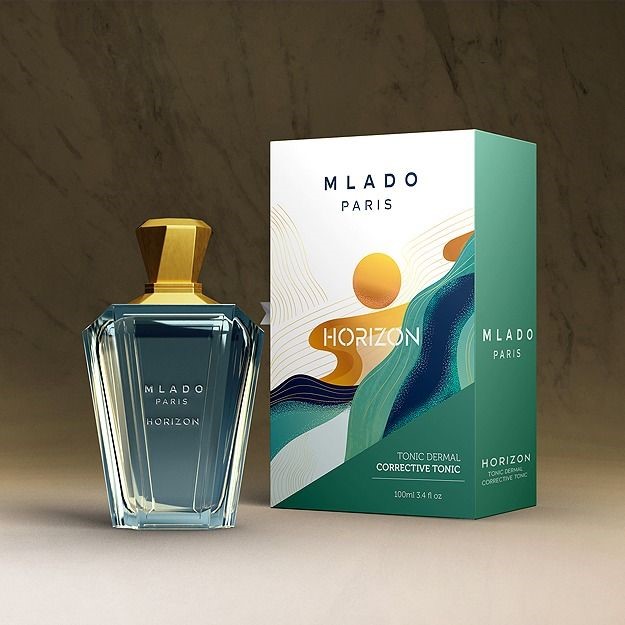 MLADO
PARIS
HORIZON
MLADO
PARIS
HORIZON
TONIC DERMAL
CORRECTIVE TONIC
100ml 3.4 fl oz
MLADO
PARIS
HORIZON
TONIC DERMAL
CORRECTIVE TONIC